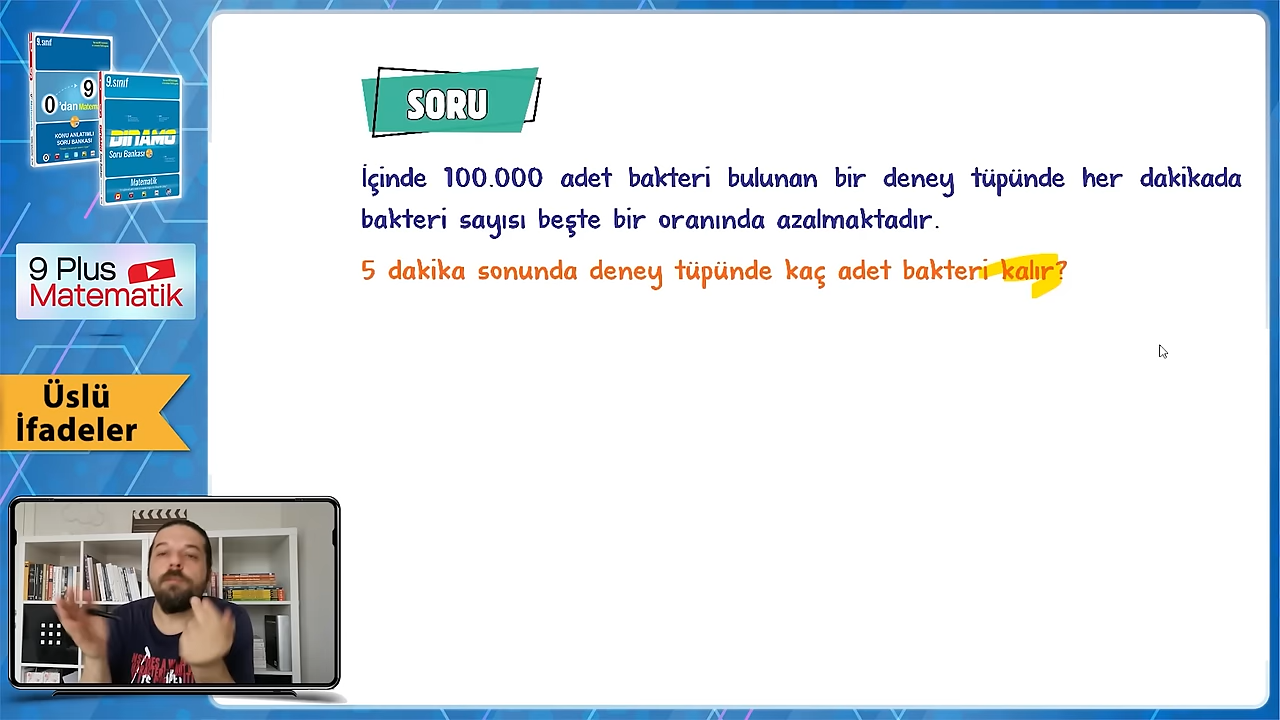 9.sınıf
0'dan 9
Matem
KONU ANLATIMLI
SORU BANKASI
9.sınıf
DİNAMO
Soru Bankası
Matematik
9 Plus
Matematik
Üslü
İfadeler
SORU
İçinde 100.000 adet bakteri bulunan bir deney tüpünde her dakikada
bakteri sayısı beşte bir oranında azalmaktadır.
5 dakika sonunda deney tüpünde kaç adet bakteri kalır?